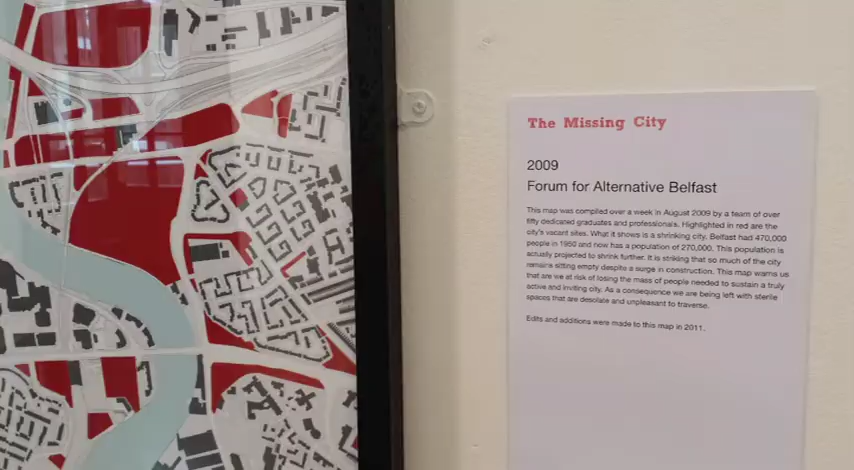 The Missing City
2009
Forum for Alternative Belfast
This map was compiled over a week in August 2009 by a team of over
fifty dedicated graduates and professionals. Highlighted in red are the
city's vacant sites. What it shows is a shrinking city. Belfast had 470,000
people in 1950 and now has a population of 270,000. This population is
actually projected to shrink further. It is striking that so much of the city
remains sitting empty despite a surge in construction. This map warns us
that are we at risk of losing the mass of people needed to sustain a truly
active and inviting city. As a consequence we are being left with sterile
spaces that are desolate and unpleasant to traverse.
Edits and additions were made to this map in 2011.